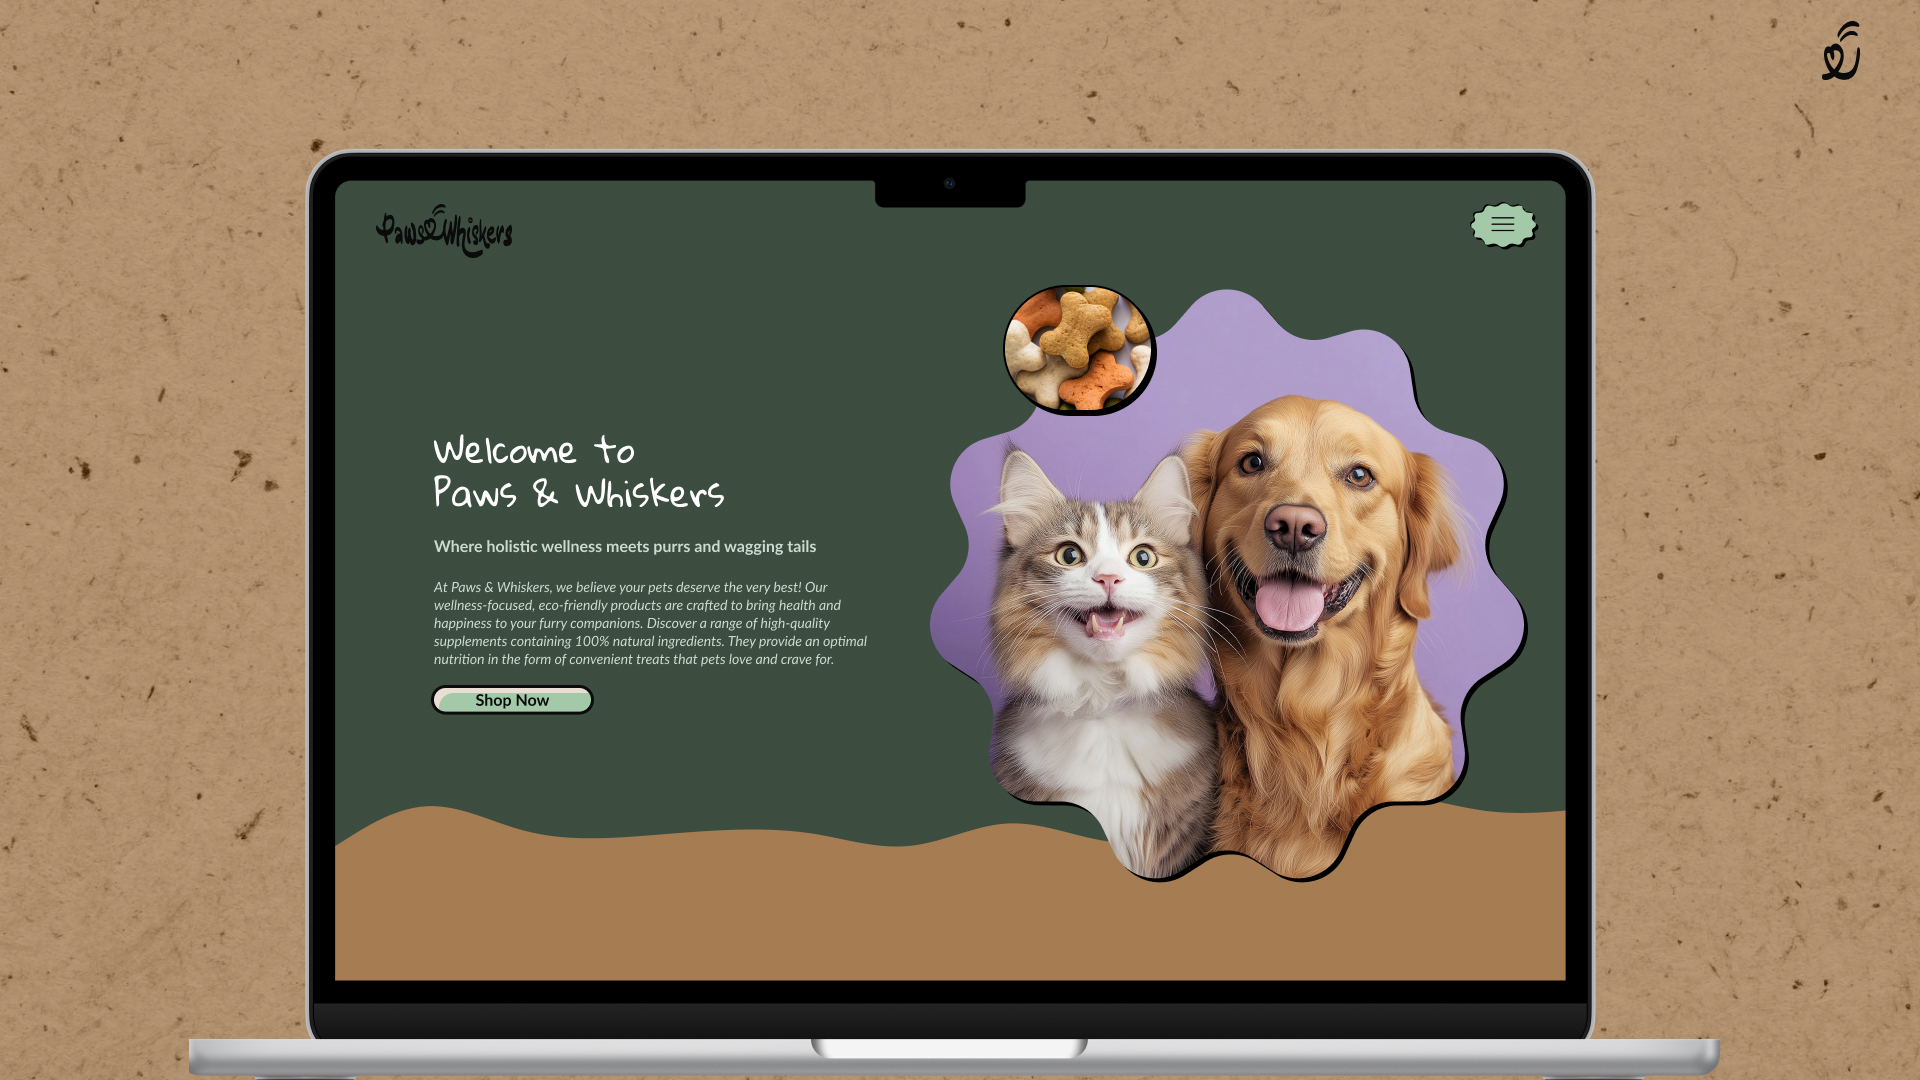 Paws & Whiskers
Welcome to
Paws & Whiskers
Where holistic wellness meets purrs and wagging tails
At Paws & Whiskers, we believe your pets deserve the very best! Our
wellness-focused, eco-friendly products are crafted to bring health and
happiness to your furry companions. Discover a range of high-quality
supplements containing 100% natural ingredients. They provide an optimal
nutrition in the form of convenient treats that pets love and crave for.
Shop Now